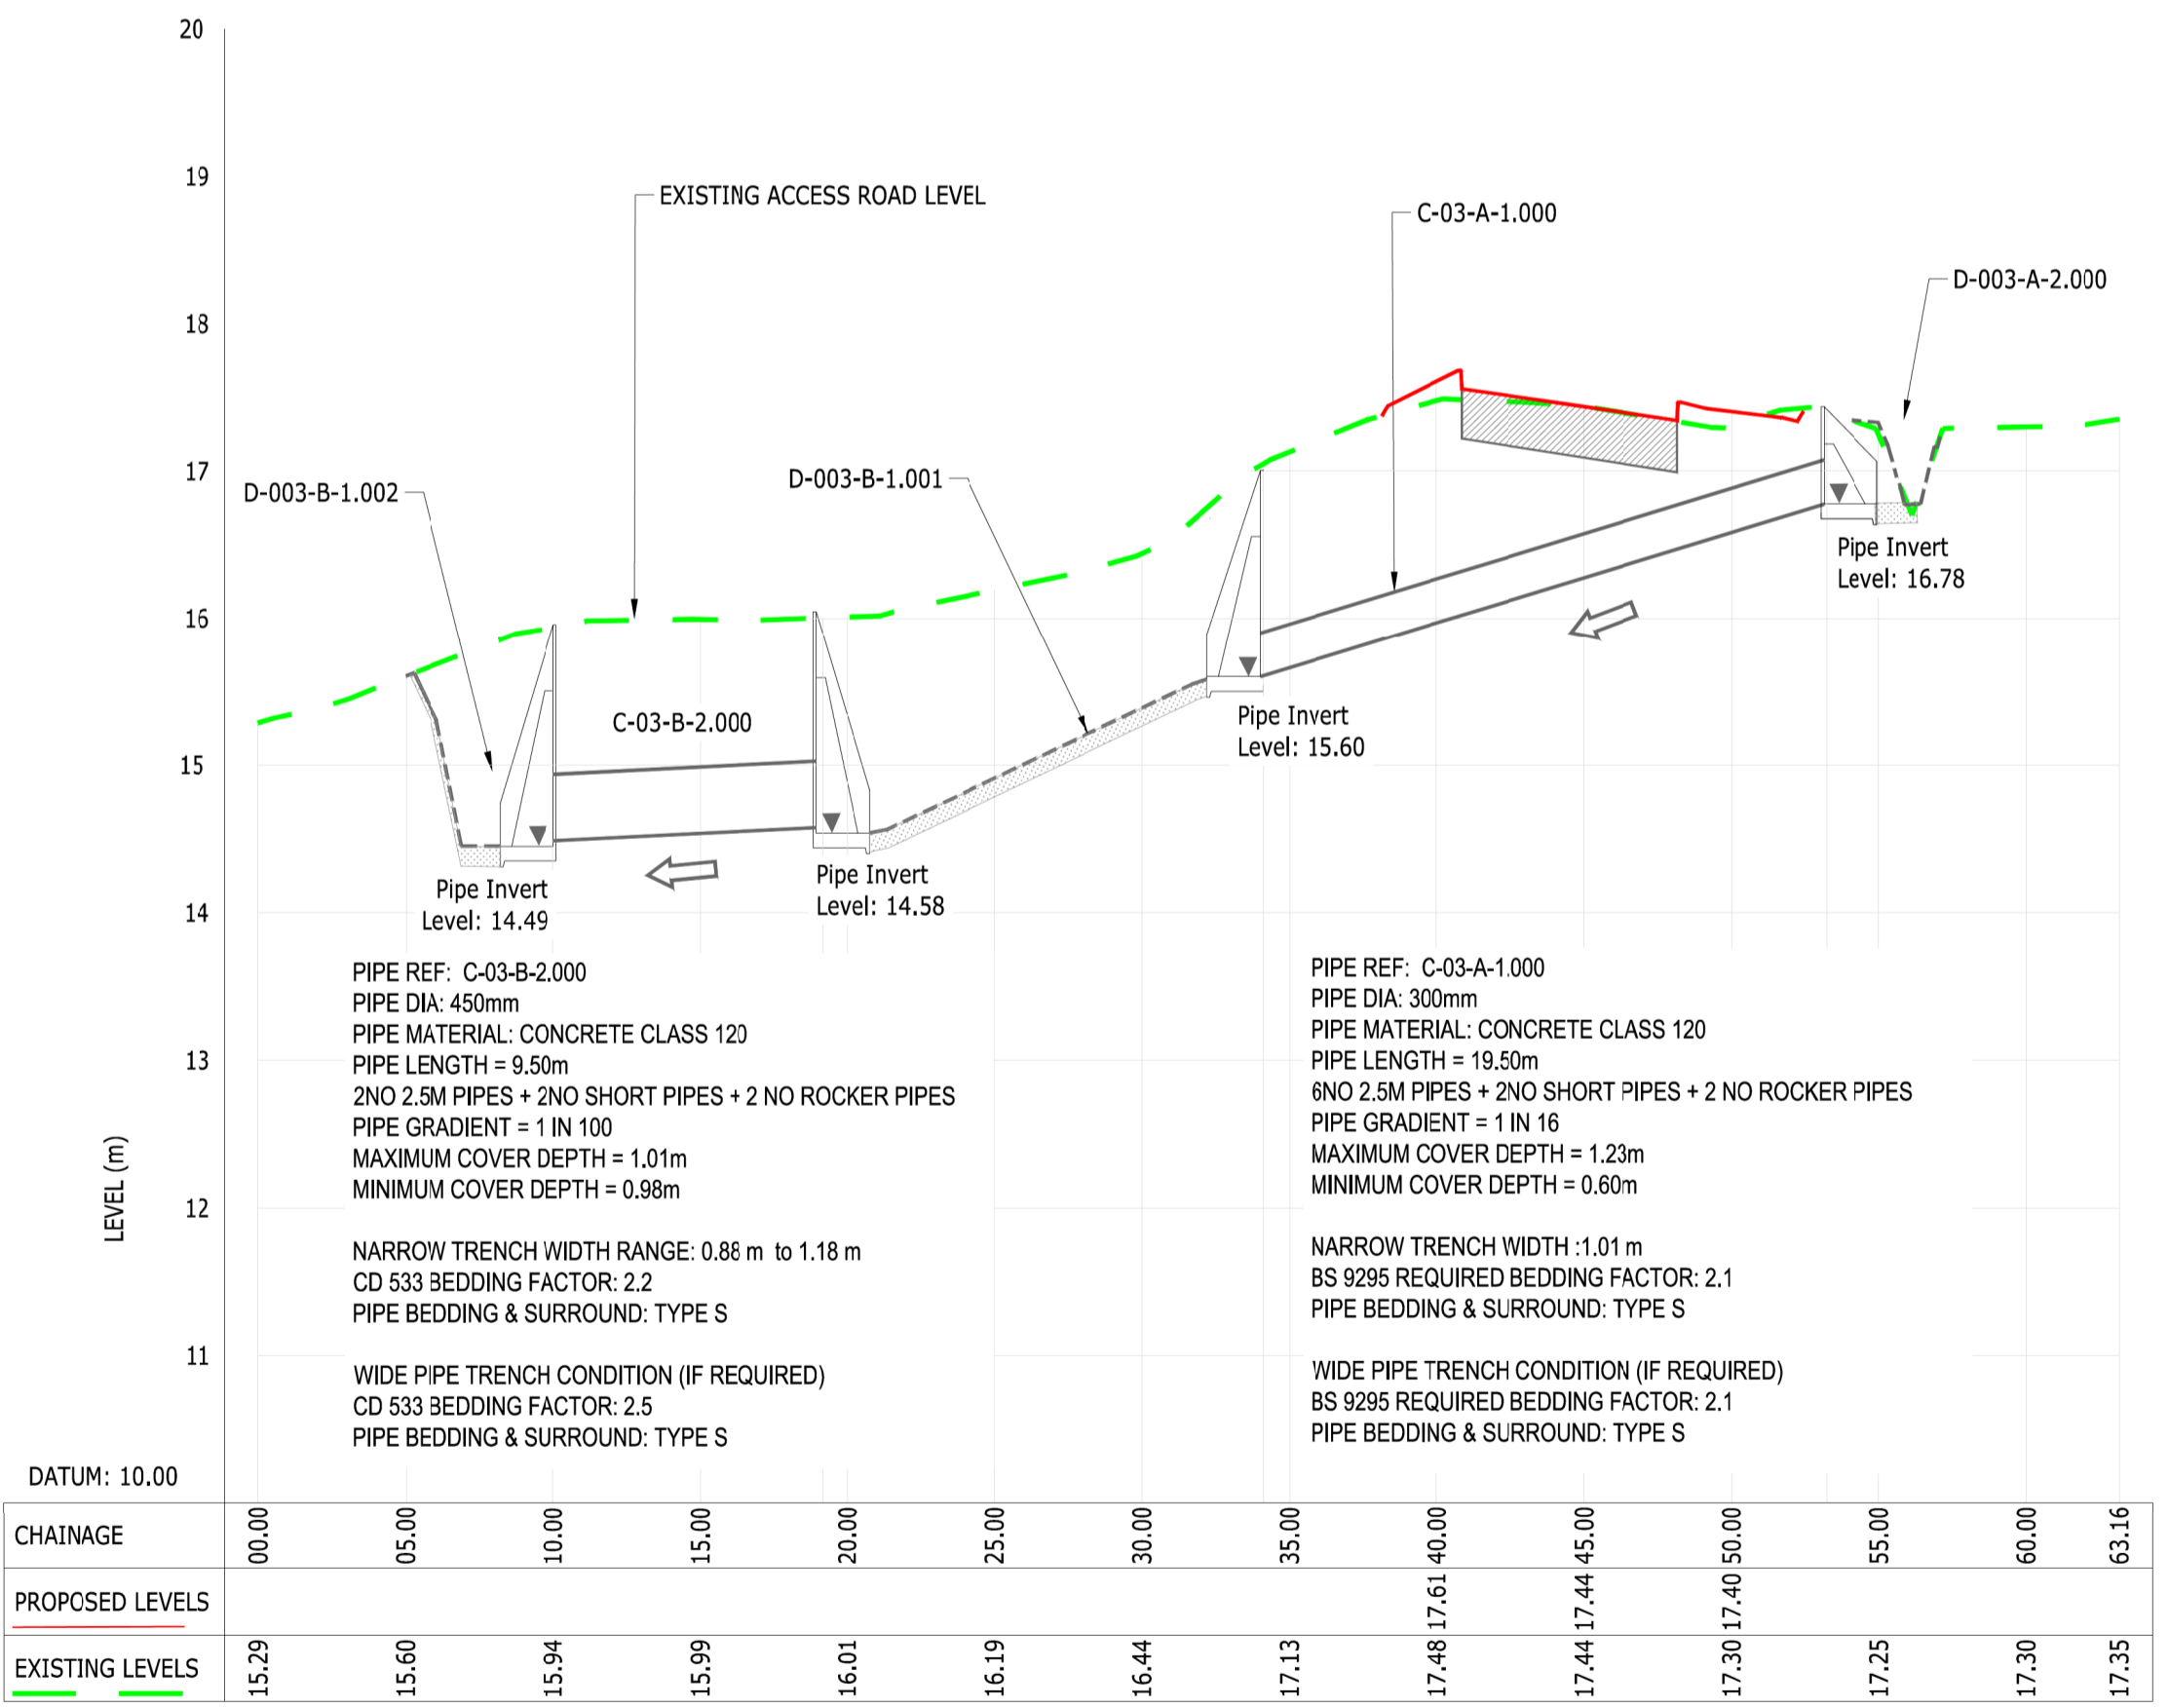 20
19
18
17
16
15
14
13
12
11
LEVEL (m)
DATUM: 10.00
EXISTING ACCESS ROAD LEVEL
C-03-A-1.000
D-003-A-2.000
D-003-B-1.002
D-003-B-1.001
C-03-B-2.000
Pipe Invert
Level: 16.78
Pipe Invert
Level: 15.60
Pipe Invert
Level: 14.58
Pipe Invert
Level: 14.49
PIPE REF: C-03-B-2.000
PIPE DIA: 450mm
PIPE MATERIAL: CONCRETE CLASS 120
PIPE LENGTH = 9.50m
2NO 2.5M PIPES + 2NO SHORT PIPES + 2 NO ROCKER PIPES
PIPE GRADIENT = 1 IN 100
MAXIMUM COVER DEPTH = 1.01m
MINIMUM COVER DEPTH = 0.98m
NARROW TRENCH WIDTH RANGE: 0.88 m to 1.18 m
CD 533 BEDDING FACTOR: 2.2
PIPE BEDDING & SURROUND: TYPE S
WIDE PIPE TRENCH CONDITION (IF REQUIRED)
CD 533 BEDDING FACTOR: 2.5
PIPE BEDDING & SURROUND: TYPE S
PIPE REF: C-03-A-1.000
PIPE DIA: 300mm
PIPE MATERIAL: CONCRETE CLASS 120
PIPE LENGTH = 19.50m
6NO 2.5M PIPES + 2NO SHORT PIPES + 2 NO ROCKER PIPES
PIPE GRADIENT = 1 IN 16
MAXIMUM COVER DEPTH = 1.23m
MINIMUM COVER DEPTH = 0.60m
NARROW TRENCH WIDTH :1.01 m
BS 9295 REQUIRED BEDDING FACTOR: 2.1
PIPE BEDDING & SURROUND: TYPE S
WIDE PIPE TRENCH CONDITION (IF REQUIRED)
BS 9295 REQUIRED BEDDING FACTOR: 2.1
PIPE BEDDING & SURROUND: TYPE S
CHAINAGE 00.00 05.00 10.00 15.00 20.00 25.00 30.00 35.00 40.00 45.00 50.00 55.00 60.00 63.16
PROPOSED LEVELS 17.61 17.44 17.40
EXISTING LEVELS 15.29 15.60 15.94 15.99 16.01 16.19 16.44 17.13 17.48 17.44 17.30 17.25 17.30 17.35